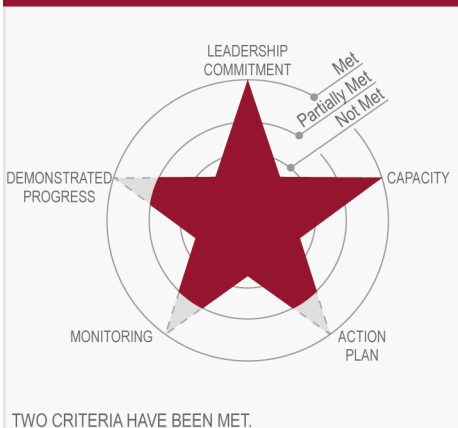 LEADERSHIP
COMMITMENT
Met
Partially Met
Not Met
DEMONSTRATED
PROGRESS
CAPACITY
MONITORING
ACTION
PLAN
TWO CRITERIA HAVE BEEN MET.